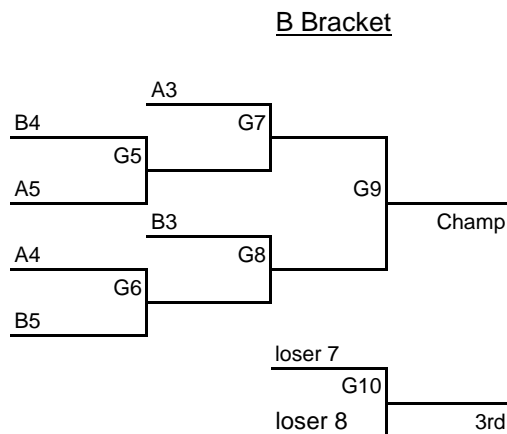 B Bracket
A3
B4
G7
G5
A5
G9
B3
Champ
A4
G8
G6
B5
loser 7
G10
loser 8
3rd